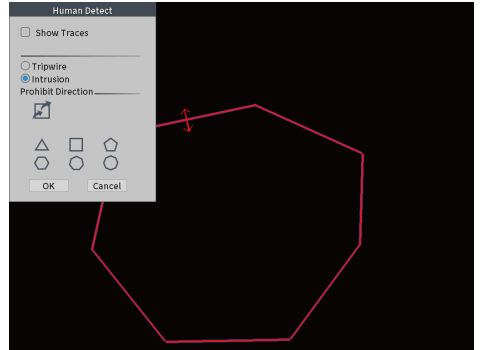 Human Detect
Show Traces
Tripwire
Intrusion
Prohibit Direction
OK
Cancel